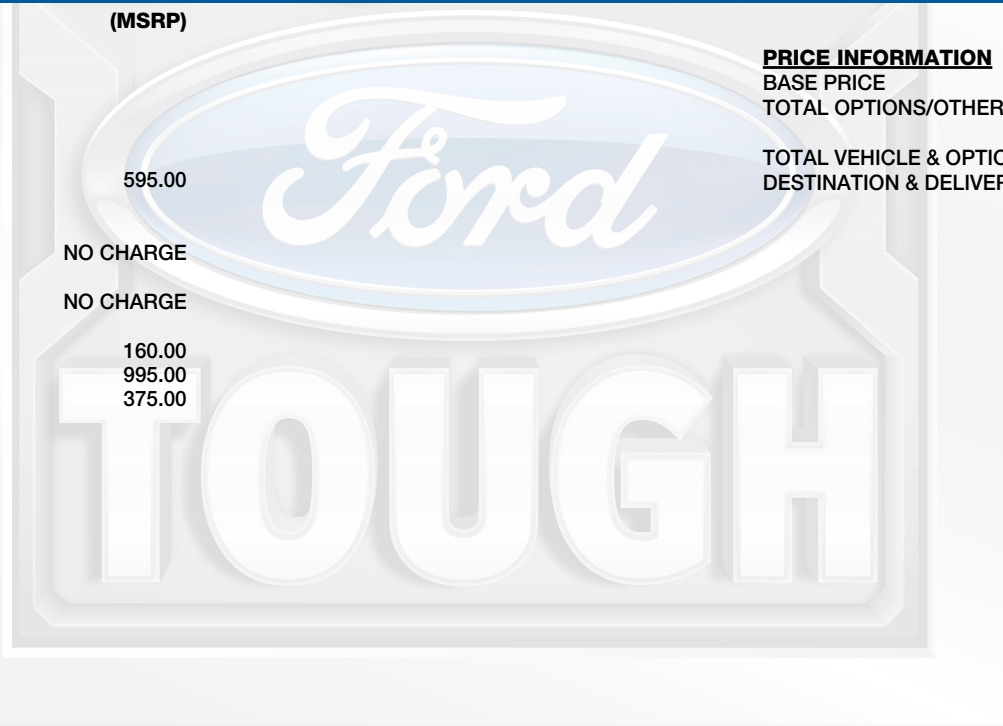 (MSRP)
595.00
NO CHARGE
NO CHARGE
160.00
995.00
375.00
PRICE INFORMATION
BASE PRICE
TOTAL OPTIONS/OTHER
TOTAL VEHICLE & OPTIO
DESTINATION & DELIVER
Ford
TOUGH